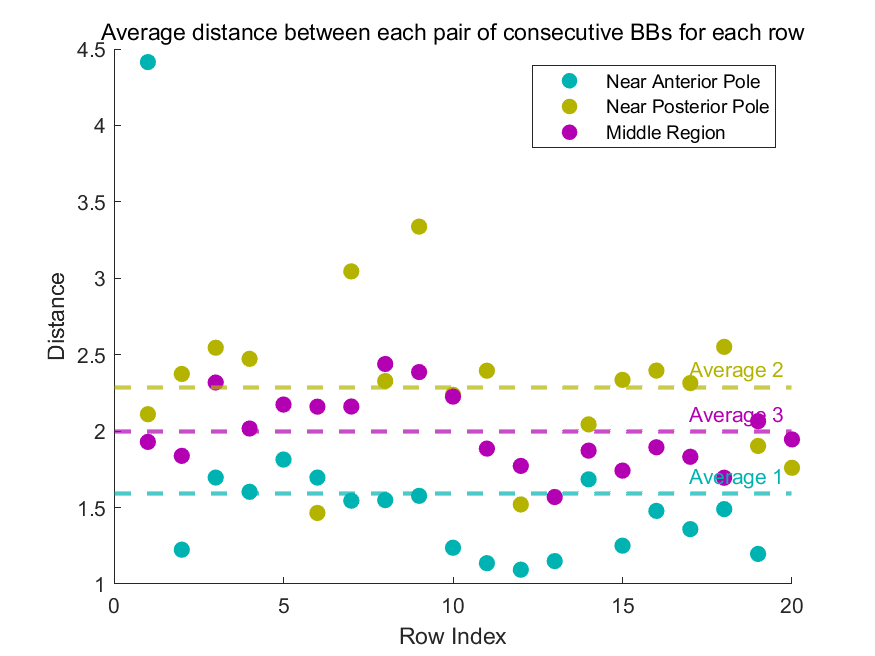 Average distance between each pair of consecutive BBs for each row
4.5
4
3.5
3
2.5
2
1.5
1
Distance
Near Anterior Pole
Near Posterior Pole
Middle Region
Average 2
Average 3
Average 1
0
5
10
15
20
Row Index